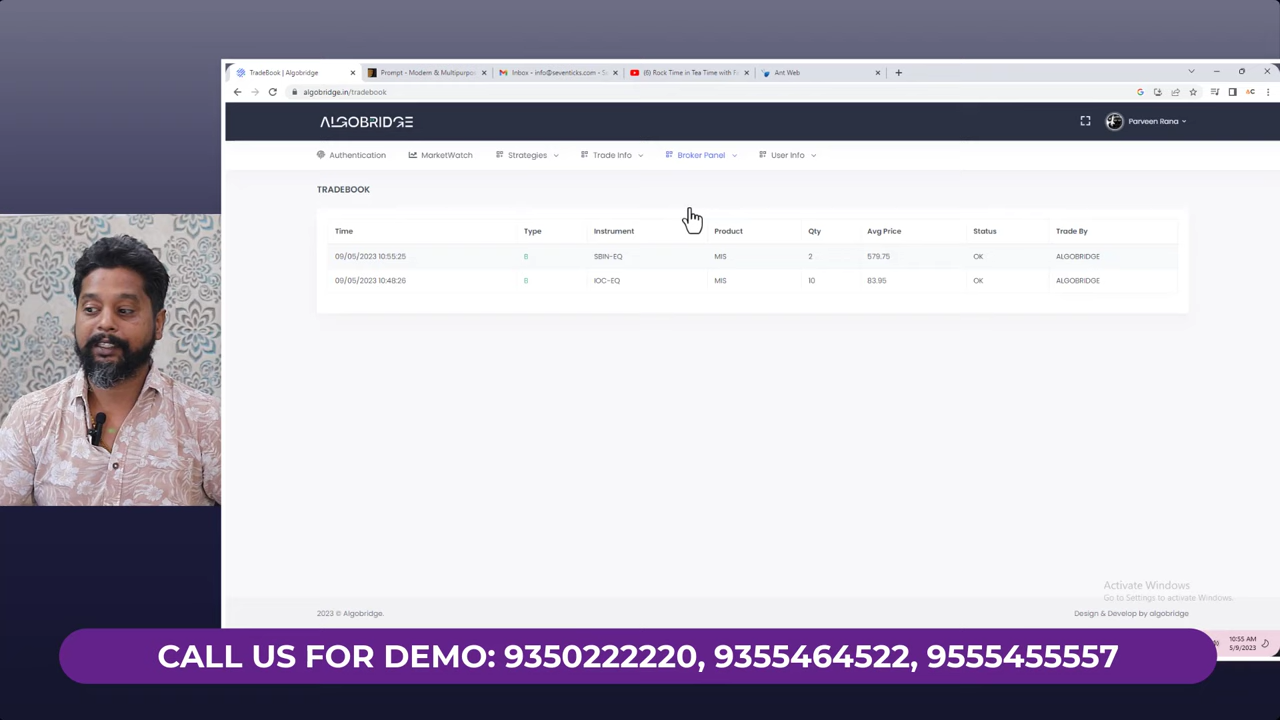 TradeBook | Algobridge
Prompt - Modern & Multipurpo
Inbox - info@seventicks.com - S
(6) Rock Time in Tea Time with F
Ant Web
algobridge.in/tradebook
ALGOBRIDGE
Parveen Rana
Authentication MarketWatch Strategies Trade Info Broker Panel User Info
TRADEBOOK
Time Type Instrument Product Qty Avg Price Status Trade By
09/05/2023 10:55:25 B SBIN-EQ MIS 2 579.75 OK ALGOBRIDGE
09/05/2023 10:48:26 B IOC-EQ MIS 10 83.95 OK ALGOBRIDGE
Activate Windows
Go to Settings to activate Windows.
2023 © Algobridge.
Design & Develop by algobridge
10:55 AM
5/9/2023
CALL US FOR DEMO: 9350222220, 9355464522, 9555455557